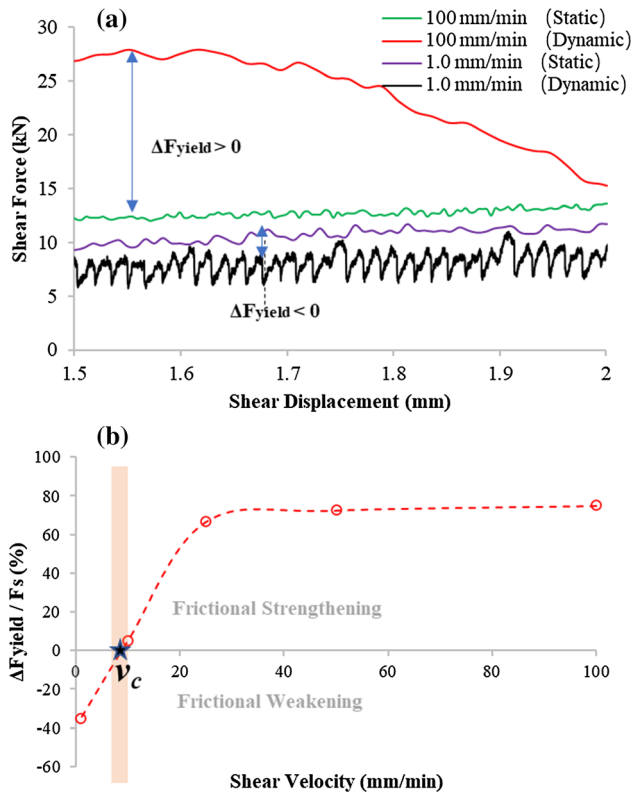 (a)
100 mm/min (Static)
100 mm/min (Dynamic)
1.0 mm/min (Static)
1.0 mm/min (Dynamic)
Shear Force (kN)
30
25
20
15
10
5
0
ΔFyield > 0
ΔFyield < 0
1.5 1.6 1.7 1.8 1.9 2
Shear Displacement (mm)
(b)
ΔFyield / Fs (%)
100
80
60
40
20
0
-20
-40
-60
Frictional Strengthening
0 20 40 60 80 100
vc
Frictional Weakening
Shear Velocity (mm/min)